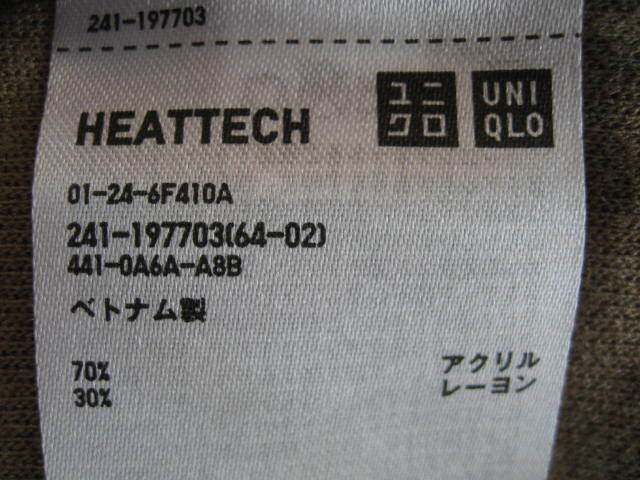 241-197703
HEATTECH
ユニ
クロ
UNI
QLO
01-24-6F410A
241-197703(64-02)
441-0A6A-A8B
ベトナム製
70% アクリル
30% レーヨン